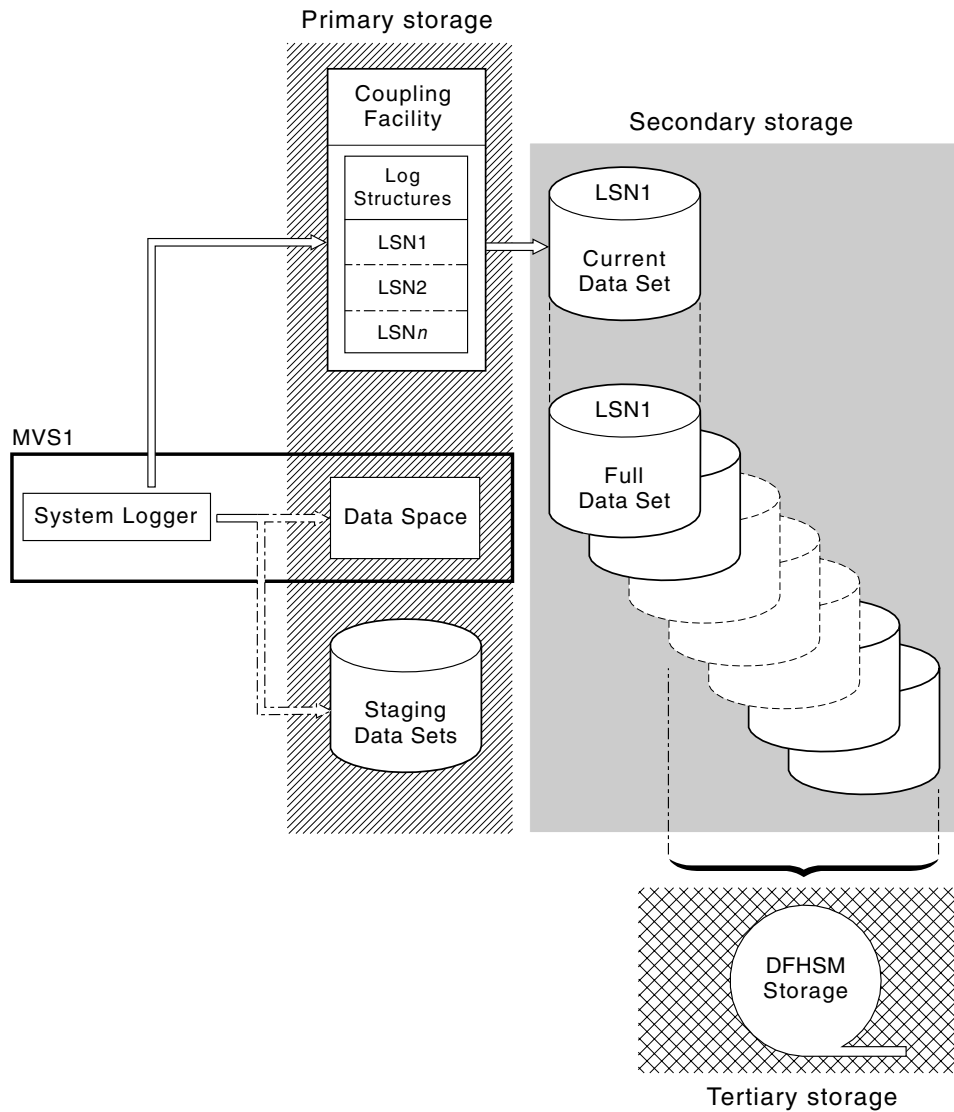 Primary storage
Coupling
Facility
Log
Structures
LSN1
LSN2
LSNn
Secondary storage
LSN1
Current
Data Set
LSN1
Full
Data Set
MVS1
System Logger
Data Space
Staging
Data Sets
DFHSM
Storage
Tertiary storage